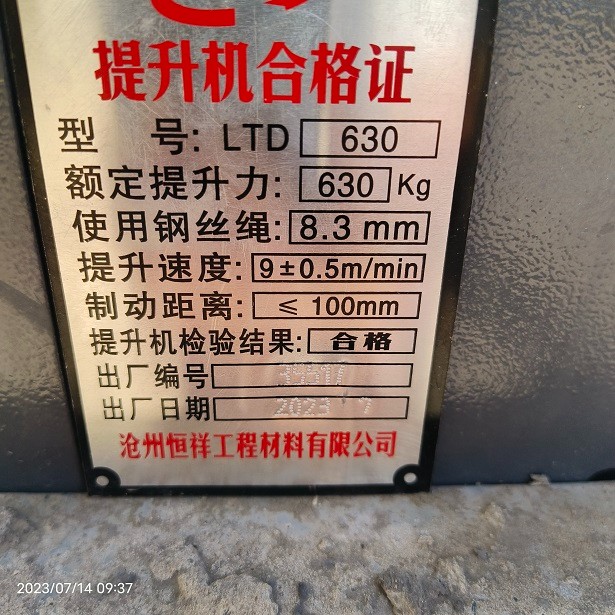 提升机合格证
型 号: LTD 630
额定提升力: 630 Kg
使用钢丝绳: 8.3 mm
提升速度: 9±0.5m/min
制动距离: ≤ 100mm
提升机检验结果: 合格
出厂编号
出厂日期 2023 7
沧州恒祥工程材料有限公司
2023/07/14 09:37